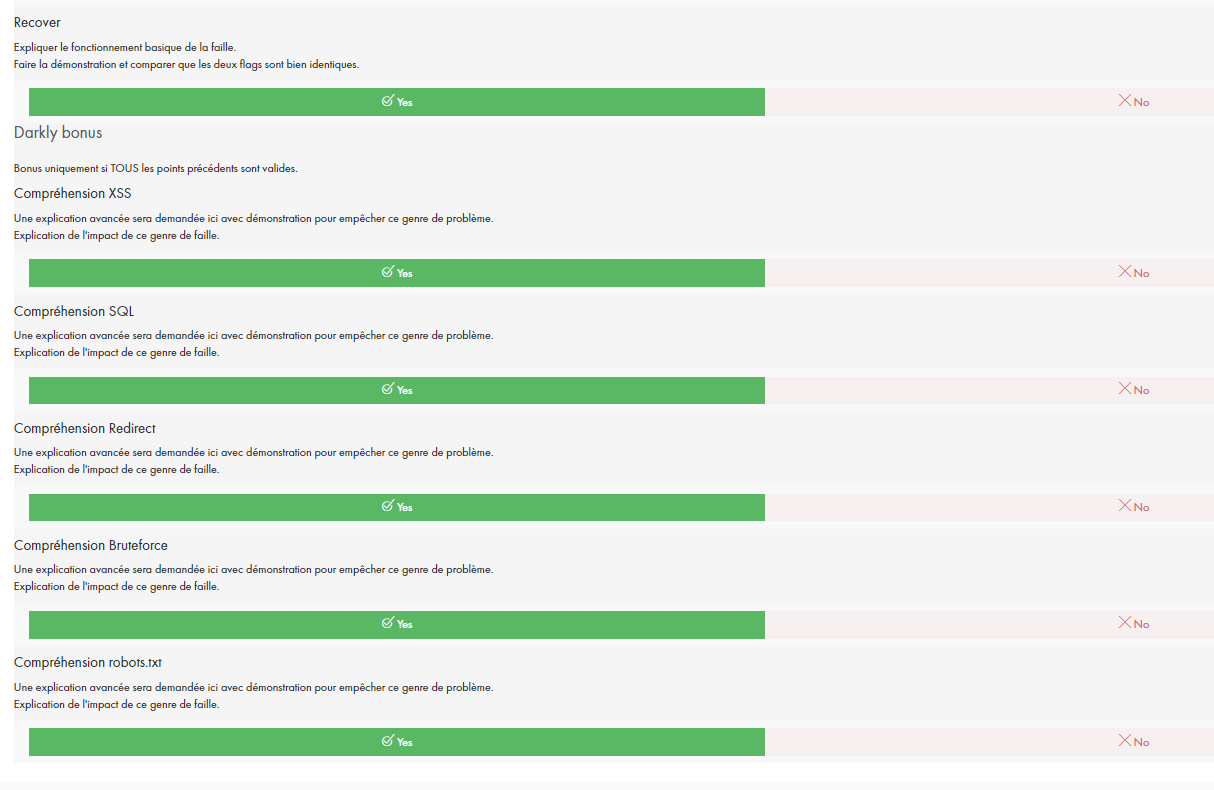 Recover
Expliquer le fonctionnement basique de la faille.
Faire la démonstration et comparer que les deux flags sont bien identiques.
Yes
No
Darkly bonus
Bonus uniquement si TOUS les points précédents sont valides.
Compréhension XSS
Une explication avancée sera demandée ici avec démonstration pour empêcher ce genre de problème.
Explication de l'impact de ce genre de faille.
Yes
No
Compréhension SQL
Une explication avancée sera demandée ici avec démonstration pour empêcher ce genre de problème.
Explication de l'impact de ce genre de faille.
Yes
No
Compréhension Redirect
Une explication avancée sera demandée ici avec démonstration pour empêcher ce genre de problème.
Explication de l'impact de ce genre de faille.
Yes
No
Compréhension Bruteforce
Une explication avancée sera demandée ici avec démonstration pour empêcher ce genre de problème.
Explication de l'impact de ce genre de faille.
Yes
No
Compréhension robots.txt
Une explication avancée sera demandée ici avec démonstration pour empêcher ce genre de problème.
Explication de l'impact de ce genre de faille.
Yes
No